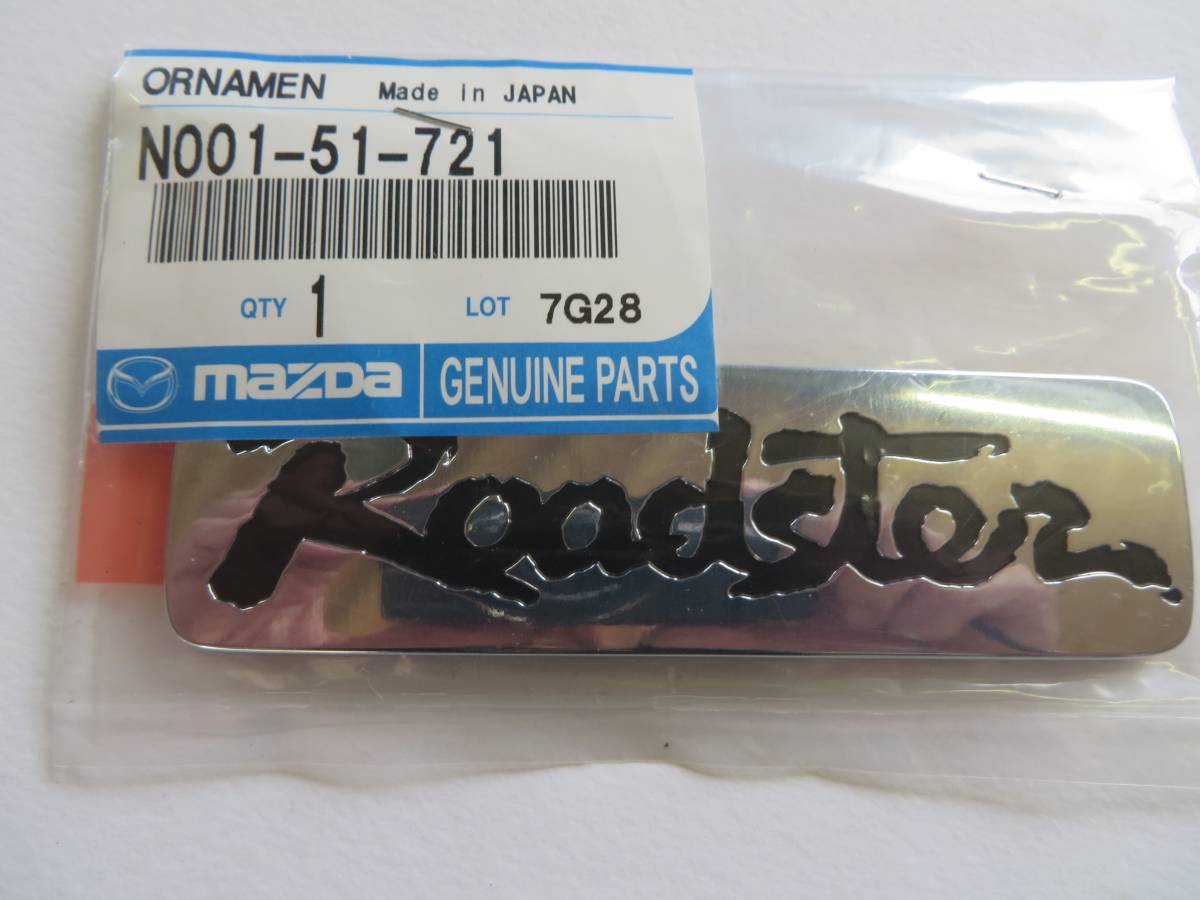 ORNAMEN Made in JAPAN
N001-51-721
QTY 1 LOT 7G28
mazDa GENUINE PARTS
Roadster